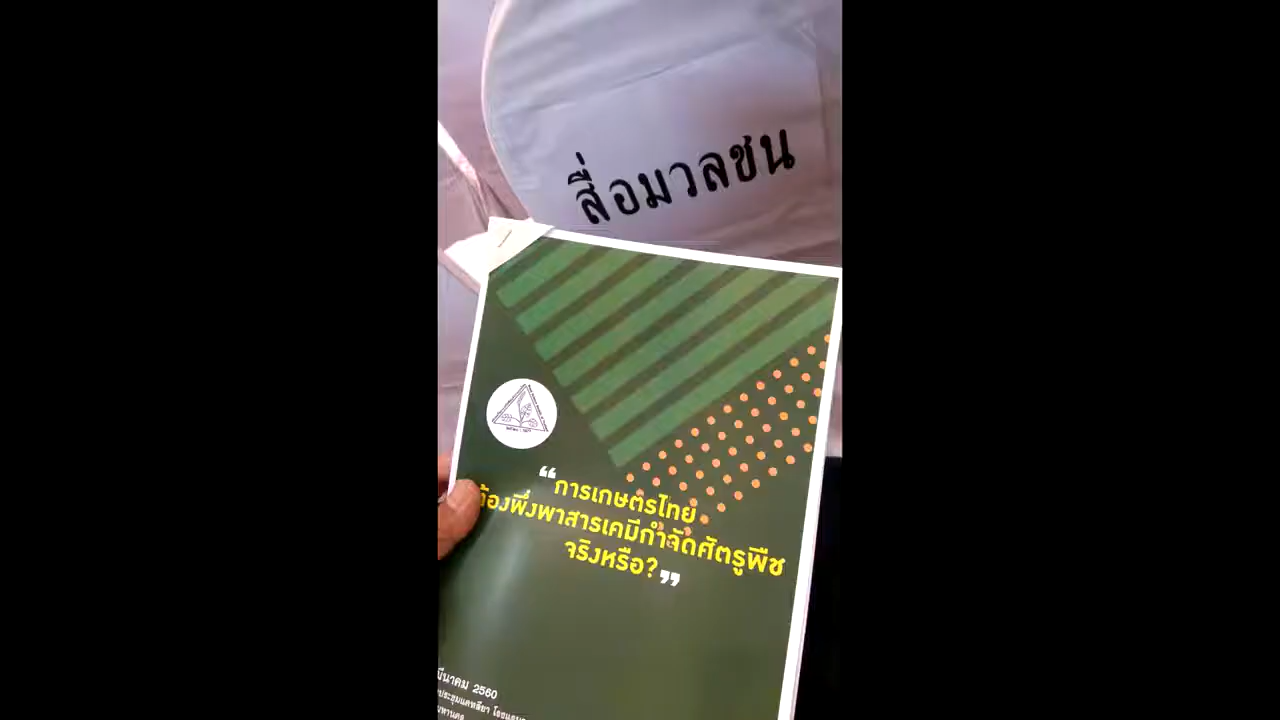 สื่อมวลชน
“การเกษตรไทย
ต้องพึ่งพาสารเคมีกำจัดศัตรูพืช
จริงหรือ?”
มีนาคม 2560